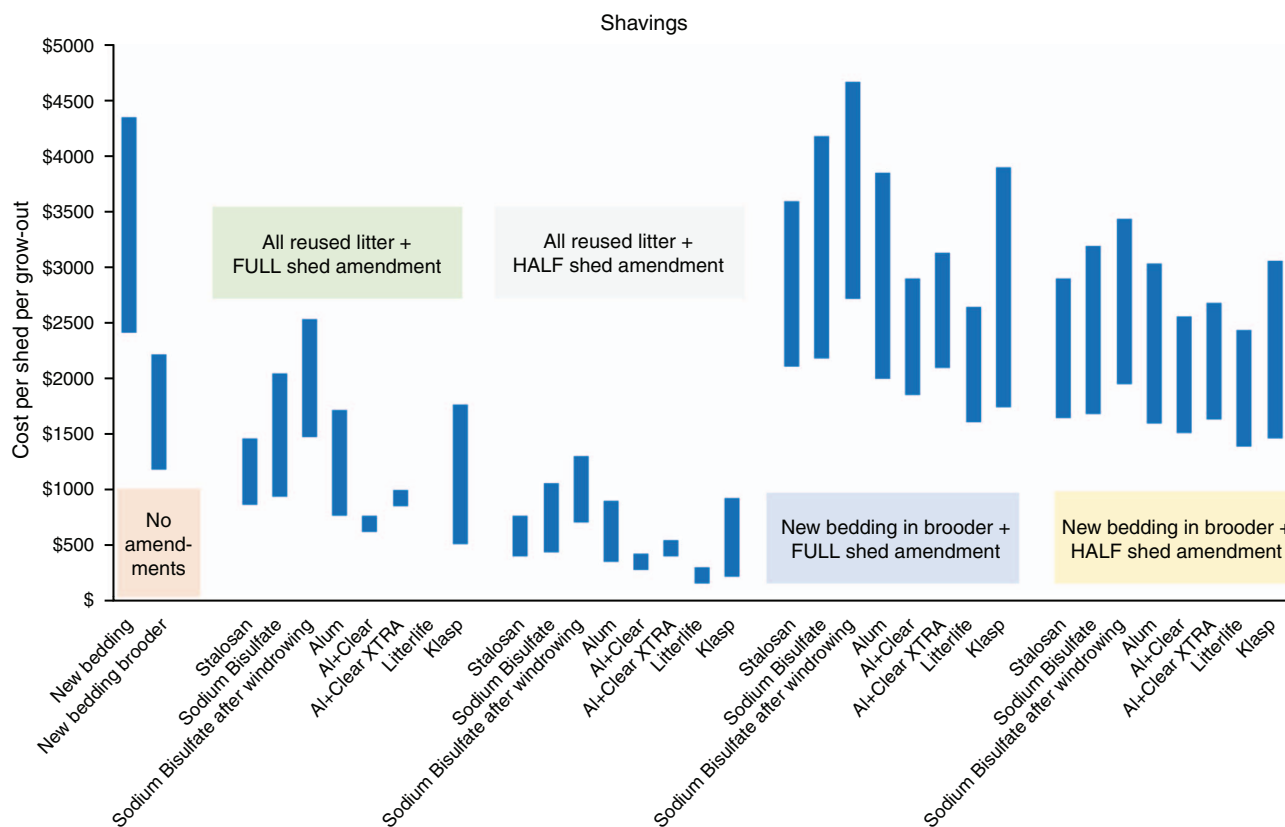 Shavings
Cost per shed per grow-out
$5000
$4500
$4000
$3500
$3000
$2500
$2000
$1500
$1000
$500
$
No
amend-
ments
All reused litter +
FULL shed amendment
All reused litter +
HALF shed amendment
New bedding in brooder +
FULL shed amendment
New bedding in brooder +
HALF shed amendment
New bedding
New bedding brooder
Stalosan
Sodium Bisulfate
Sodium Bisulfate after windrowing
Alum
Al+Clear
Al+Clear XTRA
Litterlife
Klasp
Stalosan
Sodium Bisulfate
Sodium Bisulfate after windrowing
Alum
Al+Clear
Al+Clear XTRA
Litterlife
Klasp
Stalosan
Sodium Bisulfate
Sodium Bisulfate after windrowing
Alum
Al+Clear
Al+Clear XTRA
Litterlife
Klasp
Stalosan
Sodium Bisulfate
Sodium Bisulfate after windrowing
Alum
Al+Clear
Al+Clear XTRA
Litterlife
Klasp